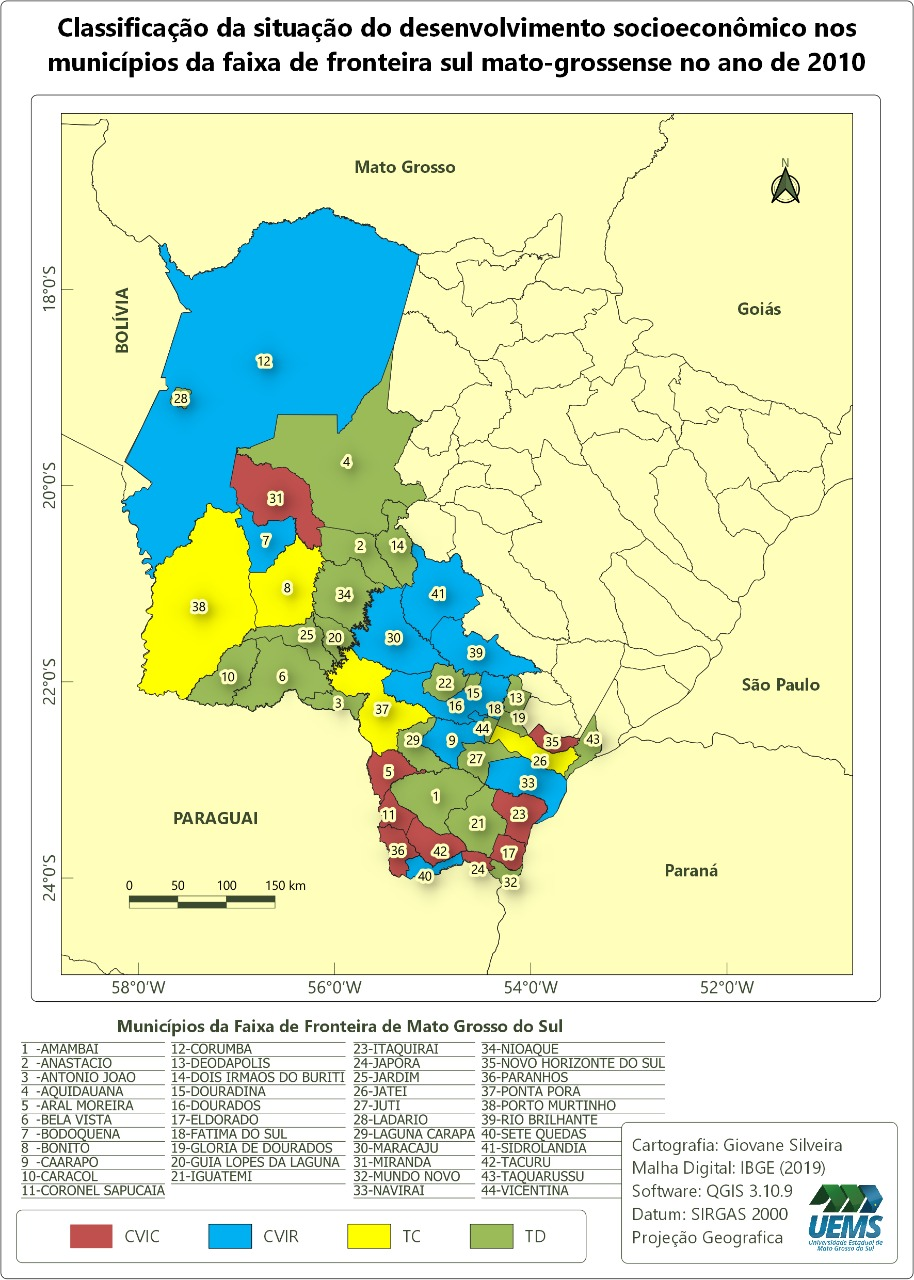 Classificação da situação do desenvolvimento socioeconômico nos
municípios da faixa de fronteira sul mato-grossense no ano de 2010
Mato Grosso
N
18°0'S
BOLÍVIA
Goiás
12
28
4
20°0'S
31
7
2
14
8
34
41
38
30
25
20
39
22°0'S
10
6
22
15
São Paulo
3
37
16
18
13
19
44
29
9
35
43
27
26
5
33
1
11
23
PARAGUAI
21
36
42
17
24
Paraná
24°0'S
40
32
0 50 100 150 km
58°0'W 56°0'W 54°0'W 52°0'W
Municípios da Faixa de Fronteira de Mato Grosso do Sul
1 -AMAMBAI
2 -ANASTACIO
3 -ANTONIO JOAO
4 -AQUIDAUANA
5 -ARAL MOREIRA
6 -BELA VISTA
7 -BODOQUENA
8 -BONITO
9 -CAARAPO
10-CARACOL
11-CORONEL SAPUCAIA
12-CORUMBA
13-DEODAPOLIS
14-DOIS IRMAOS DO BURITI
15-DOURADINA
16-DOURADOS
17-ELDORADO
18-FATIMA DO SUL
19-GLORIA DE DOURADOS
20-GUIA LOPES DA LAGUNA
21-IGUATEMI
23-ITAQUIRAI
24-JAPORA
25-JARDIM
26-JATEI
27-JUTI
28-LADARIO
29-LAGUNA CARAPA
30-MARACAJU
31-MIRANDA
32-MUNDO NOVO
33-NAVIRAI
34-NIOAQUE
35-NOVO HORIZONTE DO SUL
36-PARANHOS
37-PONTA PORA
38-PORTO MURTINHO
39-RIO BRILHANTE
40-SETE QUEDAS
41-SIDROLANDIA
42-TACURU
43-TAQUARUSSU
44-VICENTINA
CVIC CVIR TC TD
Cartografia: Giovane Silveira
Malha Digital: IBGE (2019)
Software: QGIS 3.10.9
Datum: SIRGAS 2000
Projeção Geografica
UEMS
Universidade Estadual de
Mato Grosso do Sul